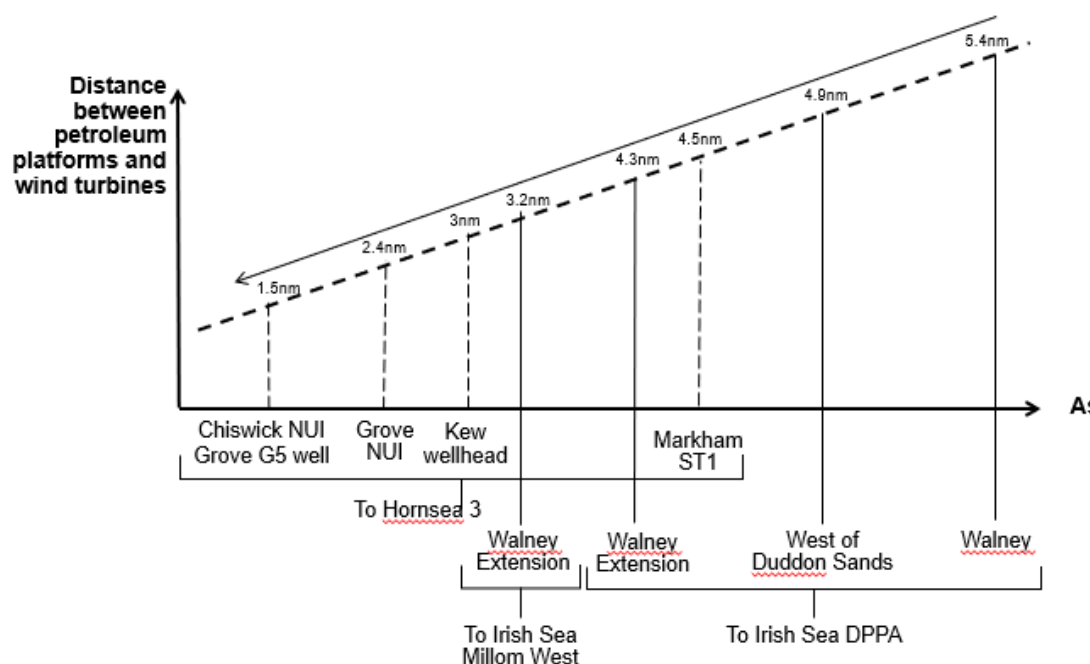 Distance
between
petroleum
platforms and
wind turbines
5.4nm
4.9nm
4.5nm
4.3nm
3.2nm
3nm
2.4nm
1.5nm
As
Chiswick NUI
Grove G5 well
Grove
NUI
Kew
wellhead
Markham
ST1
To Hornsea 3
Walney
Extension
Walney
Extension
West of
Duddon Sands
Walney
To Irish Sea
Millom West
To Irish Sea DPPA